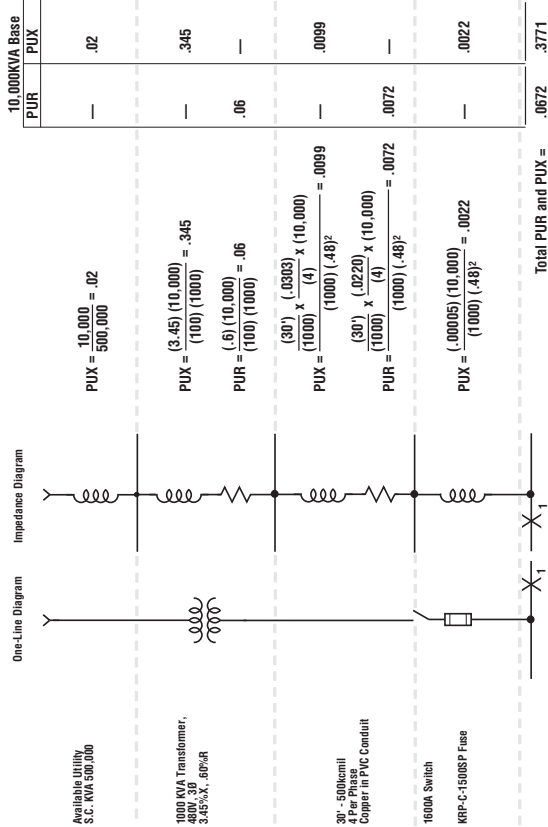 10,000KVA Base
One-Line Diagram Impedance Diagram PUR PUX
Available Utility
S.C. KVA 500,000
PUX = 10,000 / 500,000 = .02 — .02
1000 KVA Transformer,
480V, 3Ø
3.45%X, .60%R
PUX = (3.45) (10,000) / (100) (1000) = .345 — .345
PUR = (.6) (10,000) / (100) (1000) = .06 .06 —
30' - 500kcmil
4 Per Phase
Copper in PVC Conduit
PUX = (30') / (1000) x (.0303) / (4) x (10,000) / (1000) (.48)² = .0099 — .0099
PUR = (30') / (1000) x (.0220) / (4) x (10,000) / (1000) (.48)² = .0072 .0072 —
1600A Switch
KRP-C-1500SP Fuse
PUX = (.00005) (10,000) / (1000) (.48)² = .0022 — .0022
1 1
Total PUR and PUX = .0672 .3771